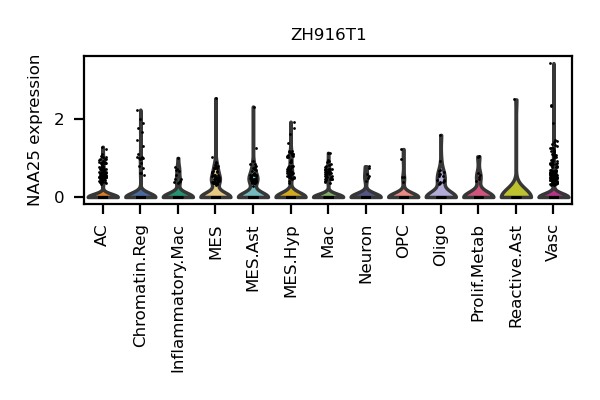 ZH916T1
NAA25 expression
2
0
AC
Chromatin.Reg
Inflammatory.Mac
MES
MES.Ast
MES.Hyp
Mac
Neuron
OPC
Oligo
Prolif.Metab
Reactive.Ast
Vasc